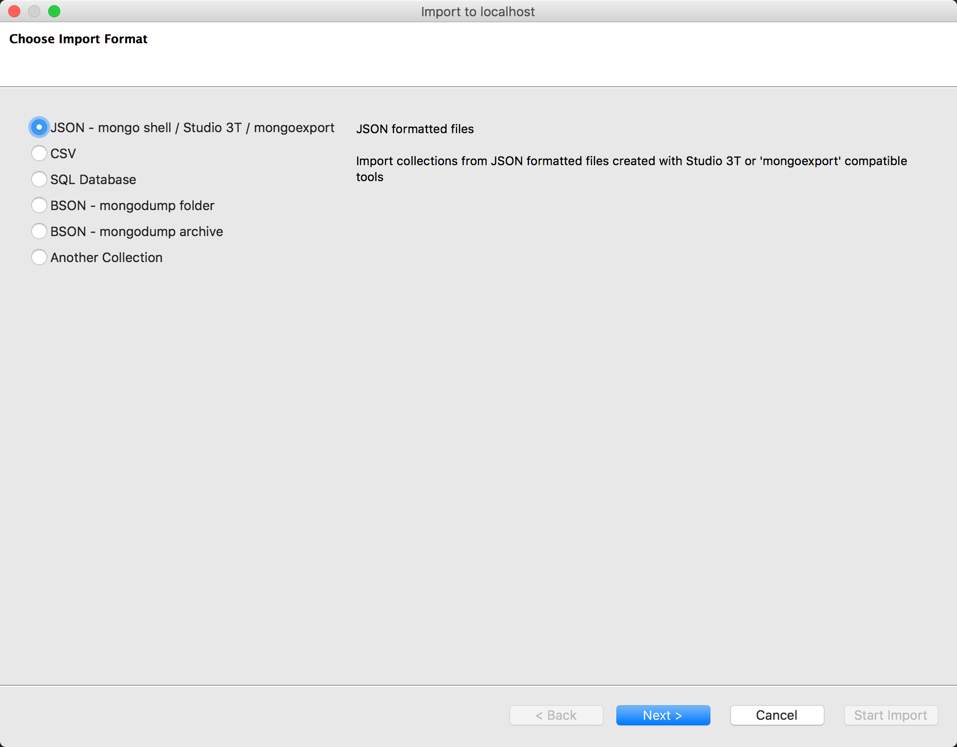 Import to localhost
Choose Import Format
JSON - mongo shell / Studio 3T / mongoexport
CSV
SQL Database
BSON - mongodump folder
BSON - mongodump archive
Another Collection
JSON formatted files
Import collections from JSON formatted files created with Studio 3T or 'mongoexport' compatible
tools
< Back
Next >
Cancel
Start Import